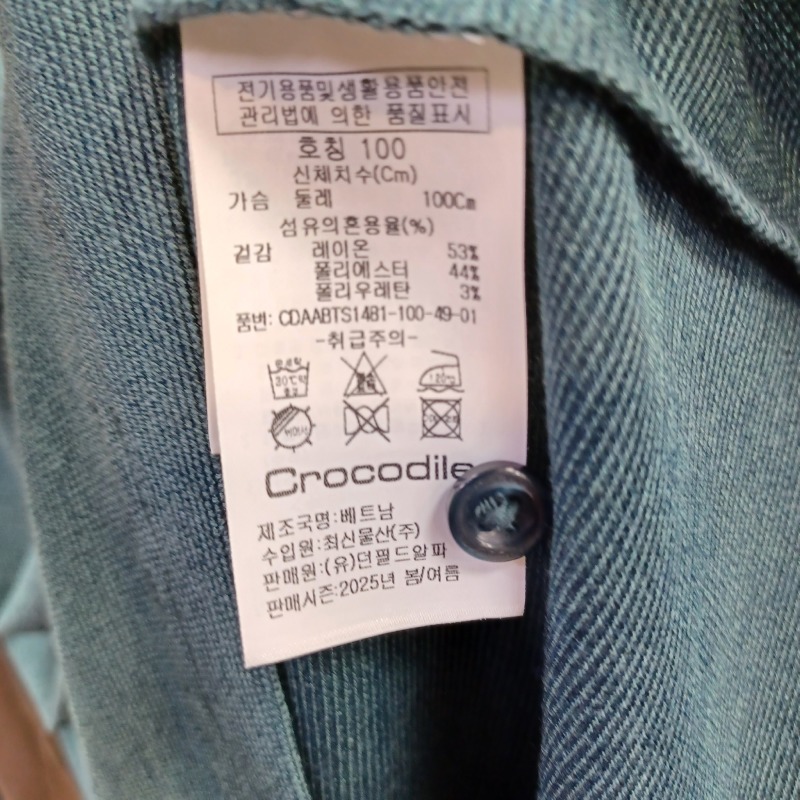 전기용품및생활용품안전
관리법에 의한 품질표시
호칭 100
신체치수(Cm)
가슴 둘레 100Cm
섬유의혼용율(%)
겉감 레이온 53%
폴리에스터 44%
폴리우레탄 3%
품번: CDAABTS1481-100-49-01
-취급주의-
30℃
120℃
Crocodile
제조국명:베트남
수입원:최신물산(주)
판매원:(유)던필드알파
판매시즌:2025년 봄/여름